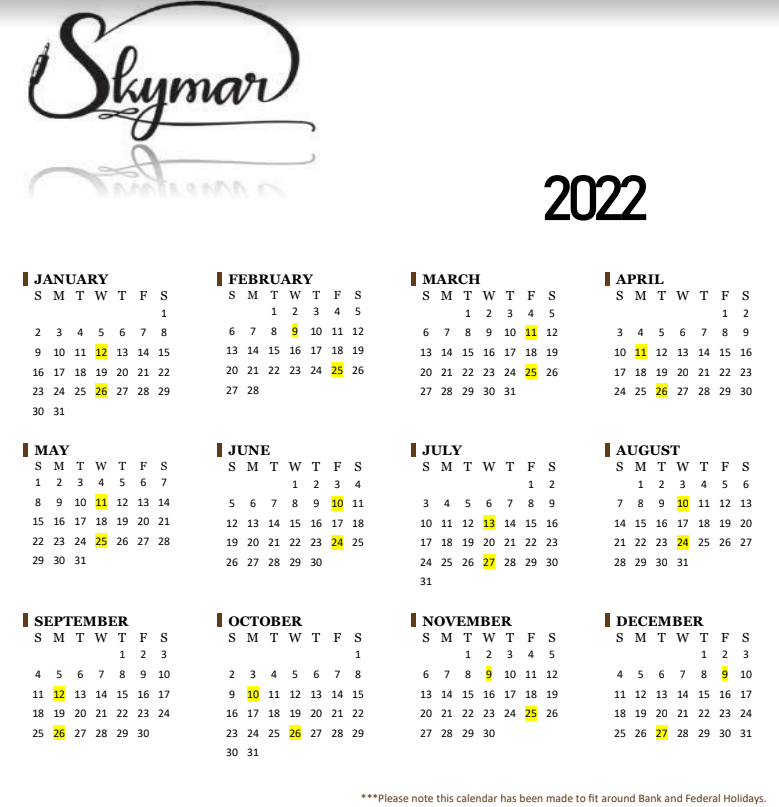 Skymar
2022
JANUARY
S M T W T F S
1
2 3 4 5 6 7 8
9 10 11 12 13 14 15
16 17 18 19 20 21 22
23 24 25 26 27 28 29
30 31
FEBRUARY
S M T W T F S
1 2 3 4 5
6 7 8 9 10 11 12
13 14 15 16 17 18 19
20 21 22 23 24 25 26
27 28
MARCH
S M T W T F S
1 2 3 4 5
6 7 8 9 10 11 12
13 14 15 16 17 18 19
20 21 22 23 24 25 26
27 28 29 30 31
APRIL
S M T W T F S
1 2
3 4 5 6 7 8 9
10 11 12 13 14 15 16
17 18 19 20 21 22 23
24 25 26 27 28 29 30
MAY
S M T W T F S
1 2 3 4 5 6 7
8 9 10 11 12 13 14
15 16 17 18 19 20 21
22 23 24 25 26 27 28
29 30 31
JUNE
S M T W T F S
1 2 3 4
5 6 7 8 9 10 11
12 13 14 15 16 17 18
19 20 21 22 23 24 25
26 27 28 29 30
JULY
S M T W T F S
1 2
3 4 5 6 7 8 9
10 11 12 13 14 15 16
17 18 19 20 21 22 23
24 25 26 27 28 29 30
31
AUGUST
S M T W T F S
1 2 3 4 5 6
7 8 9 10 11 12 13
14 15 16 17 18 19 20
21 22 23 24 25 26 27
28 29 30 31
SEPTEMBER
S M T W T F S
1 2 3
4 5 6 7 8 9 10
11 12 13 14 15 16 17
18 19 20 21 22 23 24
25 26 27 28 29 30
OCTOBER
S M T W T F S
1
2 3 4 5 6 7 8
9 10 11 12 13 14 15
16 17 18 19 20 21 22
23 24 25 26 27 28 29
30 31
NOVEMBER
S M T W T F S
1 2 3 4 5
6 7 8 9 10 11 12
13 14 15 16 17 18 19
20 21 22 23 24 25 26
27 28 29 30
DECEMBER
S M T W T F S
1 2 3
4 5 6 7 8 9 10
11 12 13 14 15 16 17
18 19 20 21 22 23 24
25 26 27 28 29 30 31
***Please note this calendar has been made to fit around Bank and Federal Holidays.